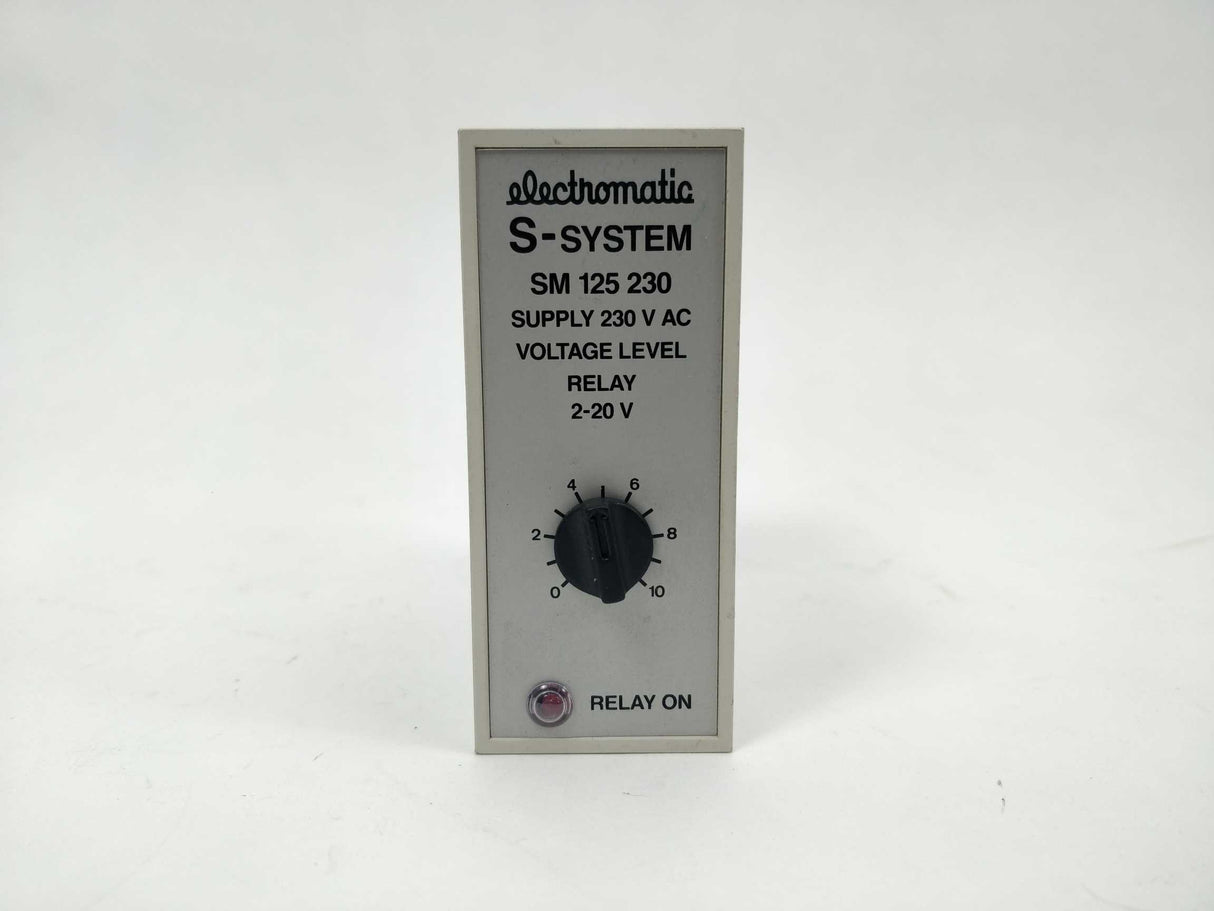 electromatic
S-SYSTEM
SM 125 230
SUPPLY 230 V AC
VOLTAGE LEVEL
RELAY
2-20 V
4 6
2 8
0 10
RELAY ON